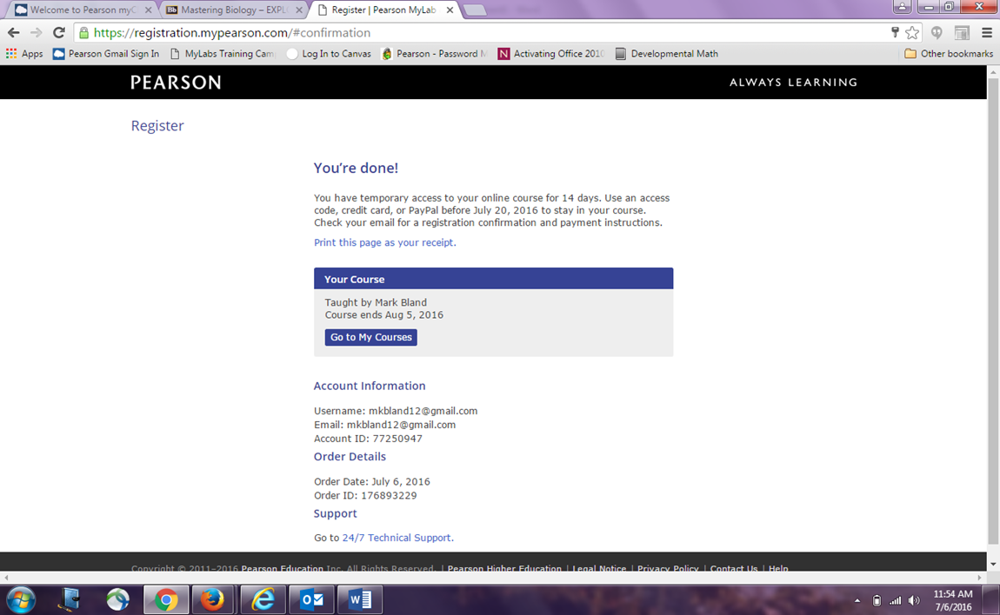 Welcome to Pearson myC
Mastering Biology – EXPL
Register | Pearson MyLab
https://registration.mypearson.com/#confirmation
Apps Pearson Gmail Sign In MyLabs Training Camp Log In to Canvas Pearson - Password M Activating Office 2010 Developmental Math Other bookmarks
PEARSON ALWAYS LEARNING
Register
You're done!
You have temporary access to your online course for 14 days. Use an access
code, credit card, or PayPal before July 20, 2016 to stay in your course.
Check your email for a registration confirmation and payment instructions.
Print this page as your receipt.
Your Course
Taught by Mark Bland
Course ends Aug 5, 2016
Go to My Courses
Account Information
Username: mkbland12@gmail.com
Email: mkbland12@gmail.com
Account ID: 77250947
Order Details
Order Date: July 6, 2016
Order ID: 176893229
Support
Go to 24/7 Technical Support.
Copyright © 2011–2016 Pearson Education Inc. All Rights Reserved. | Pearson Higher Education | Legal Notice | Privacy Policy | Contact Us | Help
11:54 AM
7/6/2016